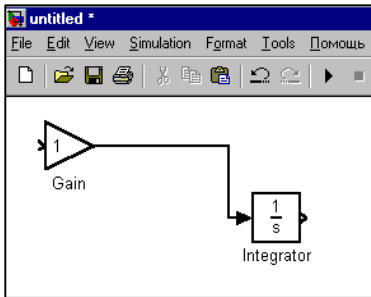 untitled *
File Edit View Simulation Format Tools Помощь
1
Gain
1
s
Integrator